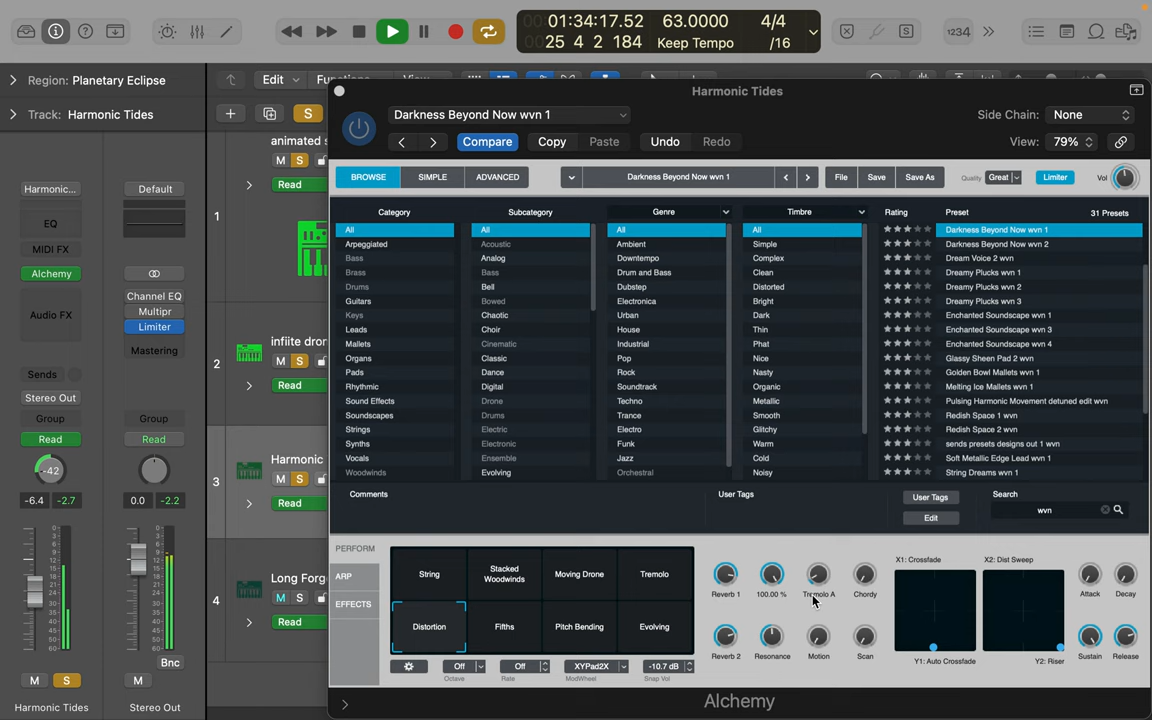 01:34:17.52 63.0000 4/4
25 4 2 184 Keep Tempo /16
1234
Region: Planetary Eclipse
Track: Harmonic Tides
Edit
S
Harmonic Tides
Darkness Beyond Now wvn 1
Side Chain: None
Compare Copy Paste Undo Redo
View: 79%
BROWSE SIMPLE ADVANCED
Darkness Beyond Now wvn 1
File Save Save As
Quality Great Limiter Vol
Harmonic... Default
EQ
MIDI FX
Alchemy
Channel EQ
Multipr
Audio FX
Limiter
Mastering
Sends
Stereo Out
Group Group
Read Read
-42
-6.4 -2.7 0.0 -2.2
Bnc
M S M
Harmonic Tides Stereo Out
1
animated s
M S
Read
2
infiite dron
M S
Read
3
Harmonic
M S
Read
4
Long Forg
M S
Read
Category
All
Arpeggiated
Bass
Brass
Drums
Guitars
Keys
Leads
Mallets
Organs
Pads
Rhythmic
Sound Effects
Soundscapes
Strings
Synths
Vocals
Woodwinds
Subcategory
All
Acoustic
Analog
Bass
Bell
Bowed
Chaotic
Choir
Cinematic
Classic
Dance
Digital
Drone
Drums
Electric
Electronic
Ensemble
Evolving
Genre
All
Ambient
Downtempo
Drum and Bass
Dubstep
Electronica
Urban
House
Industrial
Pop
Rock
Soundtrack
Techno
Trance
Electro
Funk
Jazz
Orchestral
Timbre
All
Simple
Complex
Clean
Distorted
Bright
Dark
Thin
Phat
Nice
Nasty
Organic
Metallic
Smooth
Glitchy
Warm
Cold
Noisy
Rating Preset 31 Presets
Darkness Beyond Now wvn 1
Darkness Beyond Now wvn 2
Dream Voice 2 wvn
Dreamy Plucks wvn 1
Dreamy Plucks wvn 2
Dreamy Plucks wvn 3
Enchanted Soundscape wvn 1
Enchanted Soundscape wvn 3
Enchanted Soundscape wvn 4
Glassy Sheen Pad 2 wvn
Golden Bowl Mallets wvn 1
Melting Ice Mallets wvn 1
Pulsing Harmonic Movement detuned edit wvn
Redish Space 1 wvn
Redish Space 2 wvn
sends presets designs out 1 wvn
Soft Metallic Edge Lead wvn 1
String Dreams wvn 1
Comments
User Tags
User Tags
Edit
Search
wvn
PERFORM
ARP
EFFECTS
String Stacked Woodwinds Moving Drone Tremolo
Distortion Fifths Pitch Bending Evolving
Off Off XYPad2X -10.7 dB
Octave Rate ModWheel Snap Vol
Reverb 1 100.00 % Tremolo A Chordy
Reverb 2 Resonance Motion Scan
X1: Crossfade X2: Dist Sweep
Y1: Auto Crossfade Y2: Riser
Attack Decay
Sustain Release
Alchemy